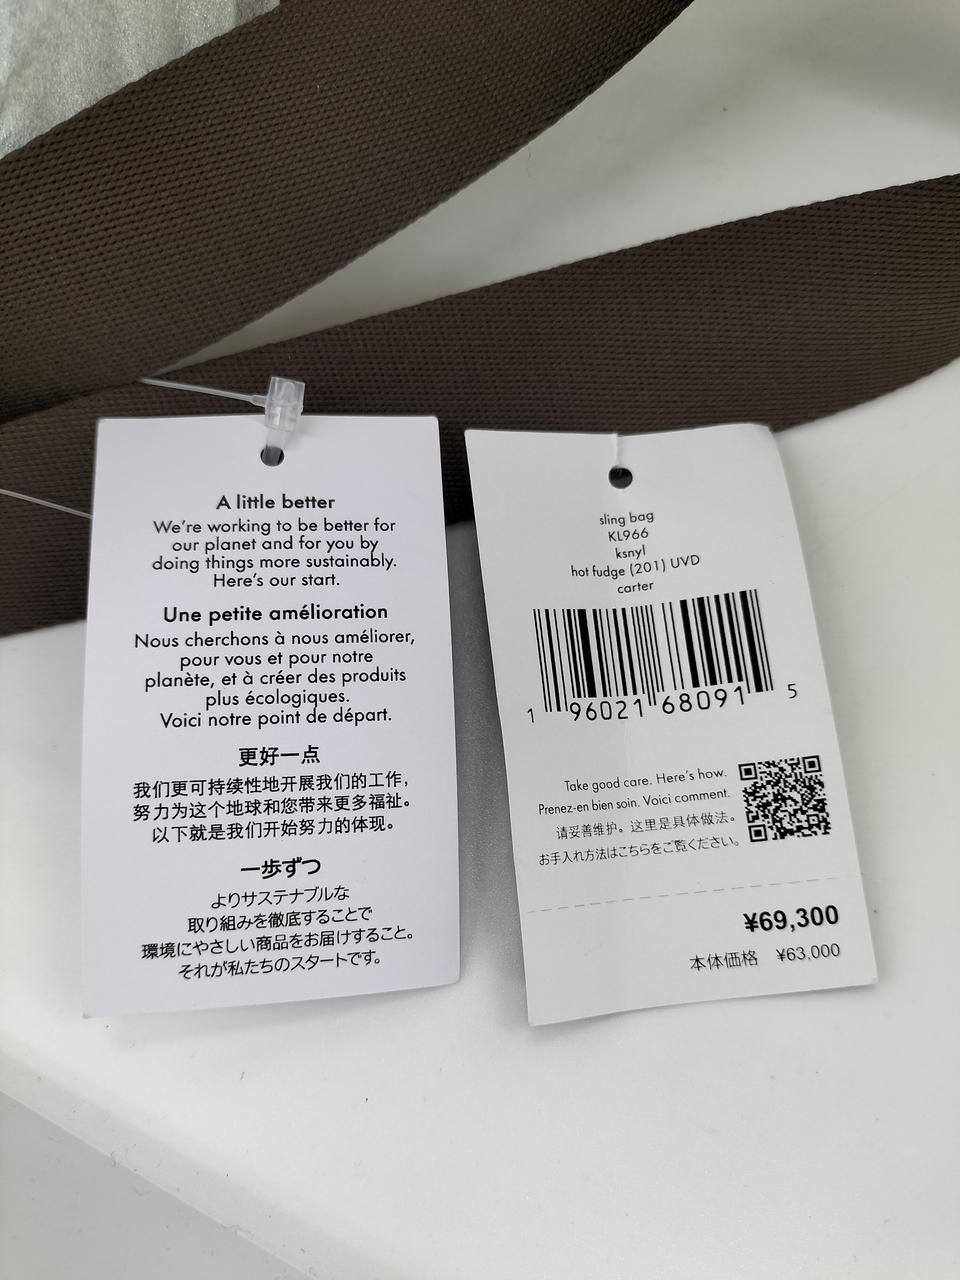 A little better
We're working to be better for
our planet and for you by
doing things more sustainably.
Here's our start.
Une petite amélioration
Nous cherchons à nous améliorer,
pour vous et pour notre
planète, et à créer des produits
plus écologiques.
Voici notre point de départ.
更好一点
我们更可持续性地开展我们的工作，
努力为这个地球和您带来更多福祉。
以下就是我们开始努力的体现。
一歩ずつ
よりサステナブルな
取り組みを徹底することで
環境にやさしい商品をお届けすること。
それが私たちのスタートです。
sling bag
KL966
ksnyl
hot fudge (201) UVD
carter
1 96021 68091 5
Take good care. Here's how.
Prenez-en bien soin. Voici comment.
请妥善维护。这里是具体做法。
お手入れ方法はこちらをご覧ください。
¥69,300
本体価格 ¥63,000